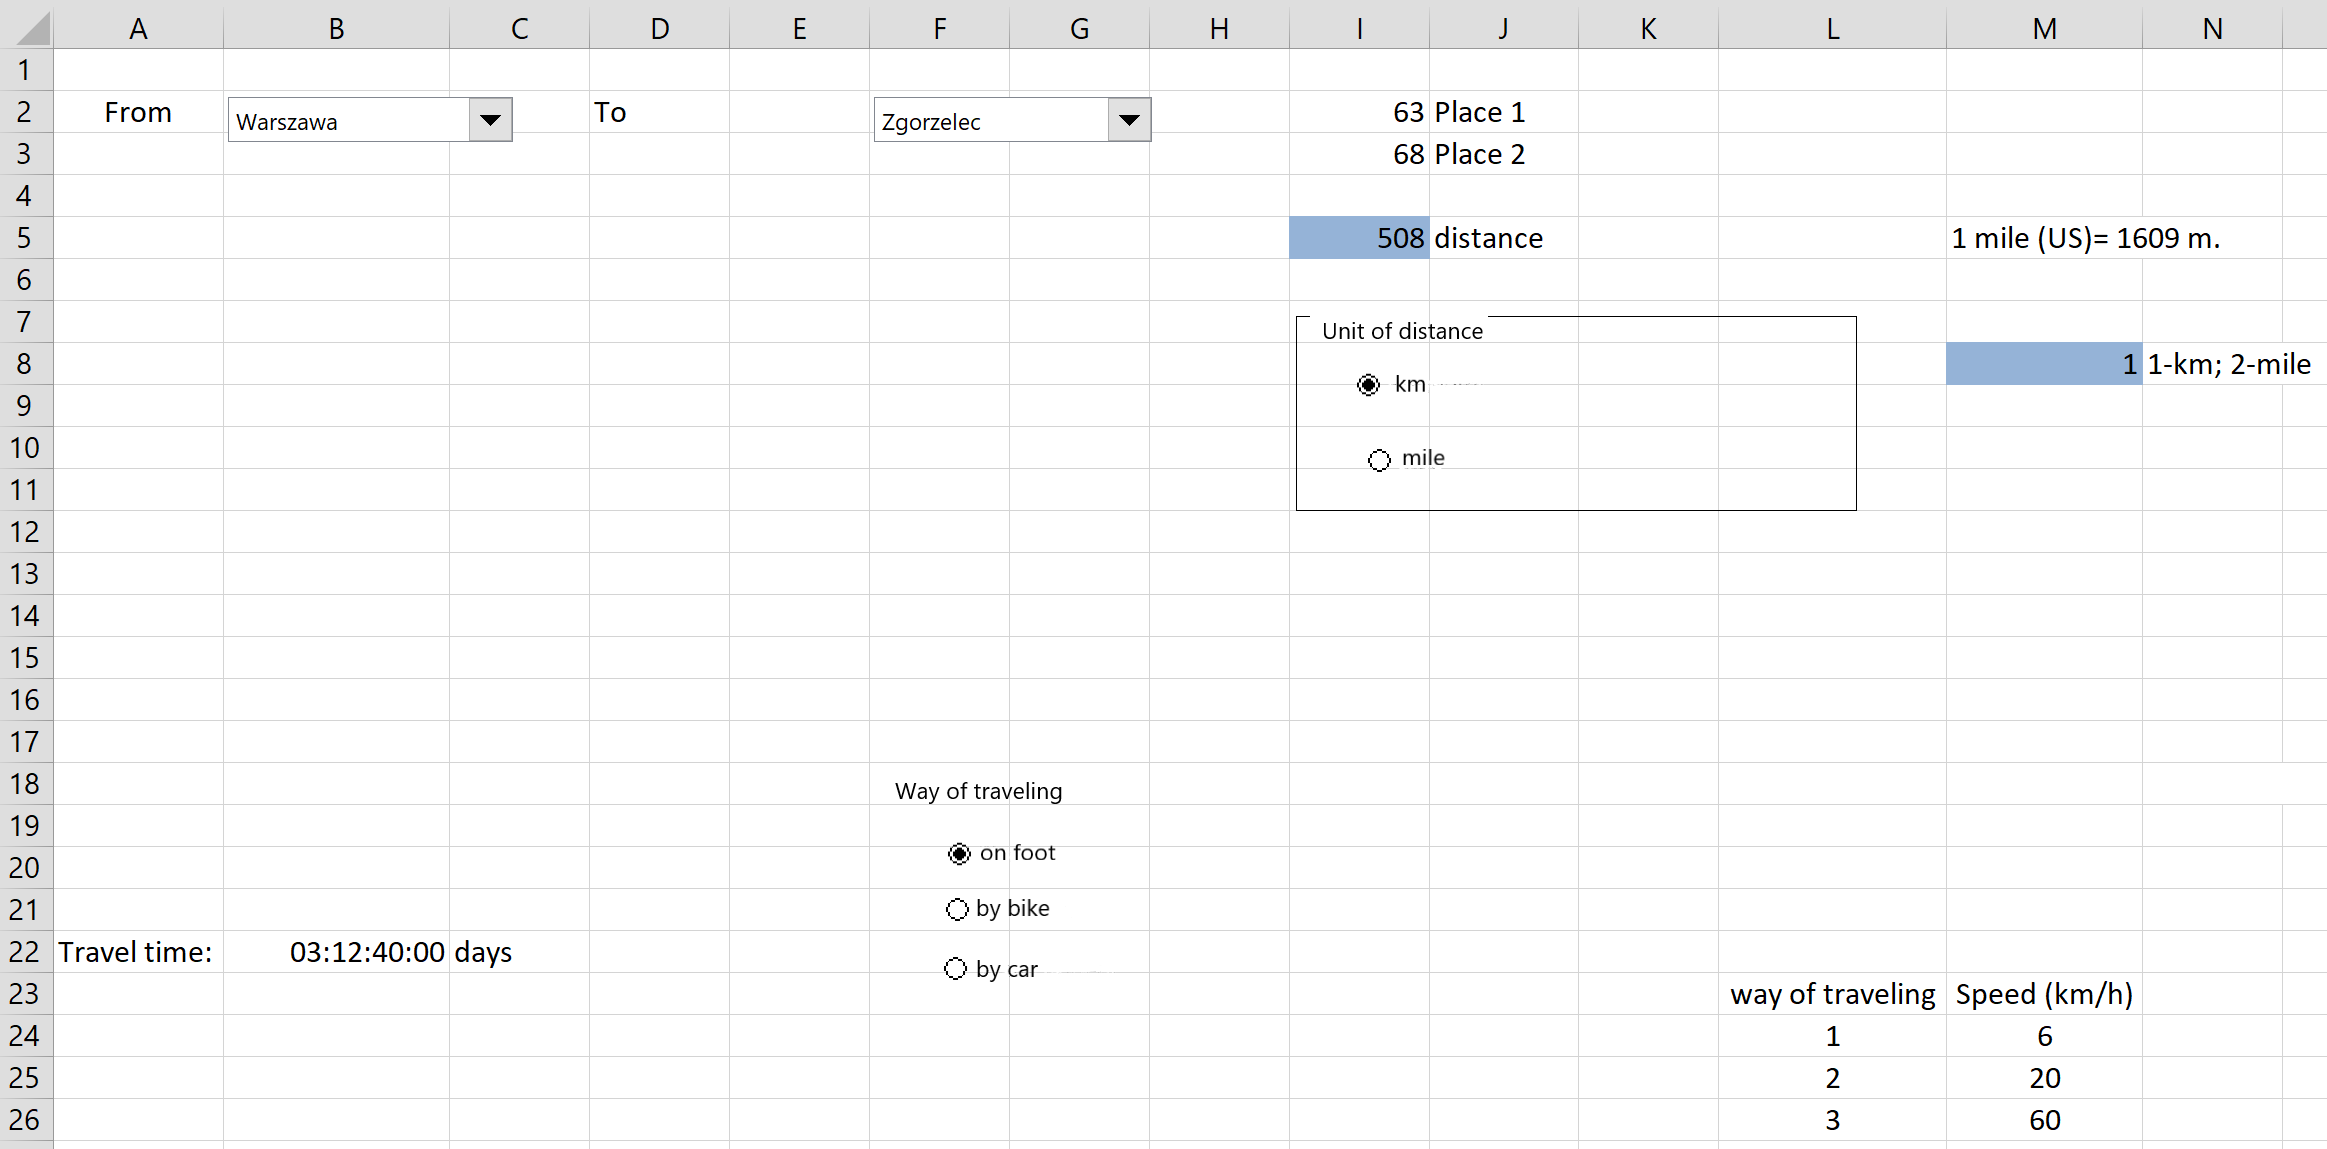 A B C D E F G H I J K L M N
1
2 From Warszawa To Zgorzelec 63 Place 1
3 68 Place 2
4
5 508 distance 1 mile (US)= 1609 m.
6
7 Unit of distance
8 km 1 1-km; 2-mile
9
10 mile
11
12
13
14
15
16
17
18 Way of traveling
19
20 on foot
21 by bike
22 Travel time: 03:12:40:00 days by car
23 way of traveling Speed (km/h)
24 1 6
25 2 20
26 3 60